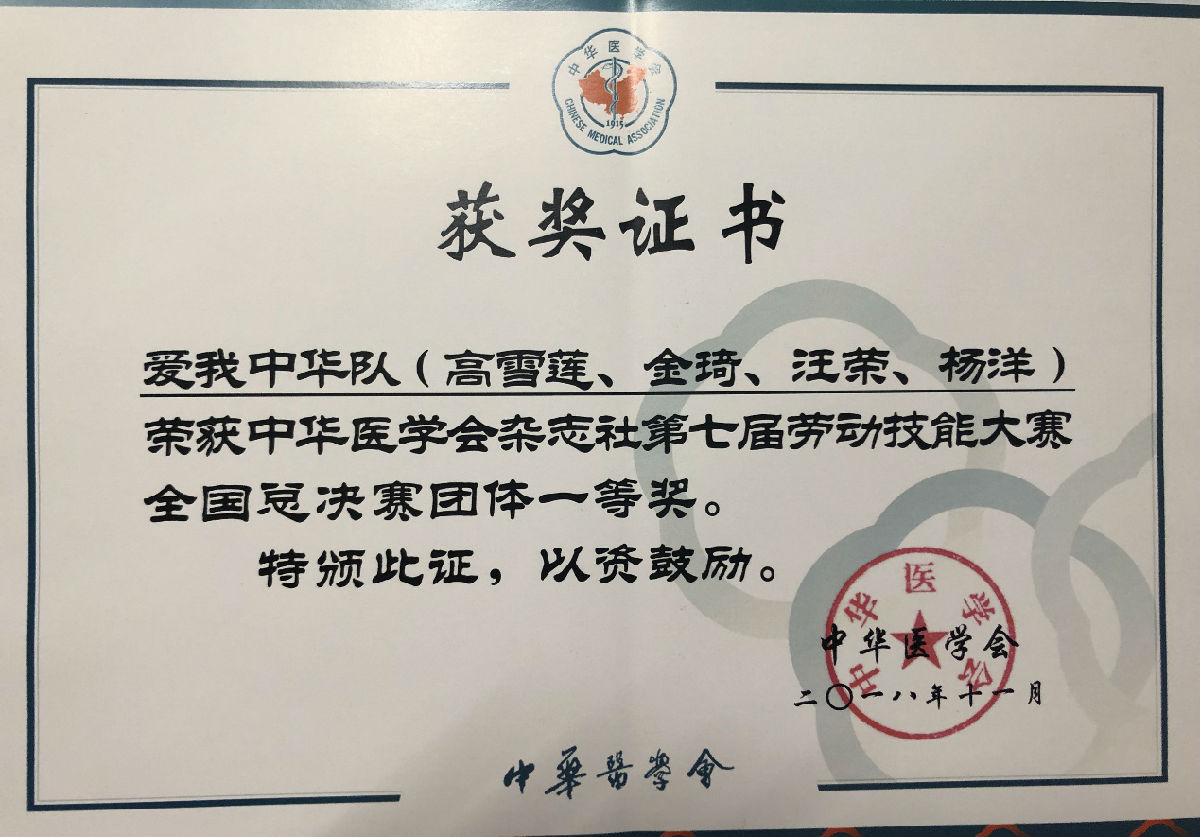 中华医学会
CHINESE MEDICAL ASSOCIATION
1915
获奖证书
爱我中华队（高雪莲、金琦、汪荣、杨洋）
荣获中华医学会杂志社第七届劳动技能大赛
全国总决赛团体一等奖。
特颁此证，以资鼓励。
中华医学会
中华医学会
二〇一八年十一月
中華醫學會